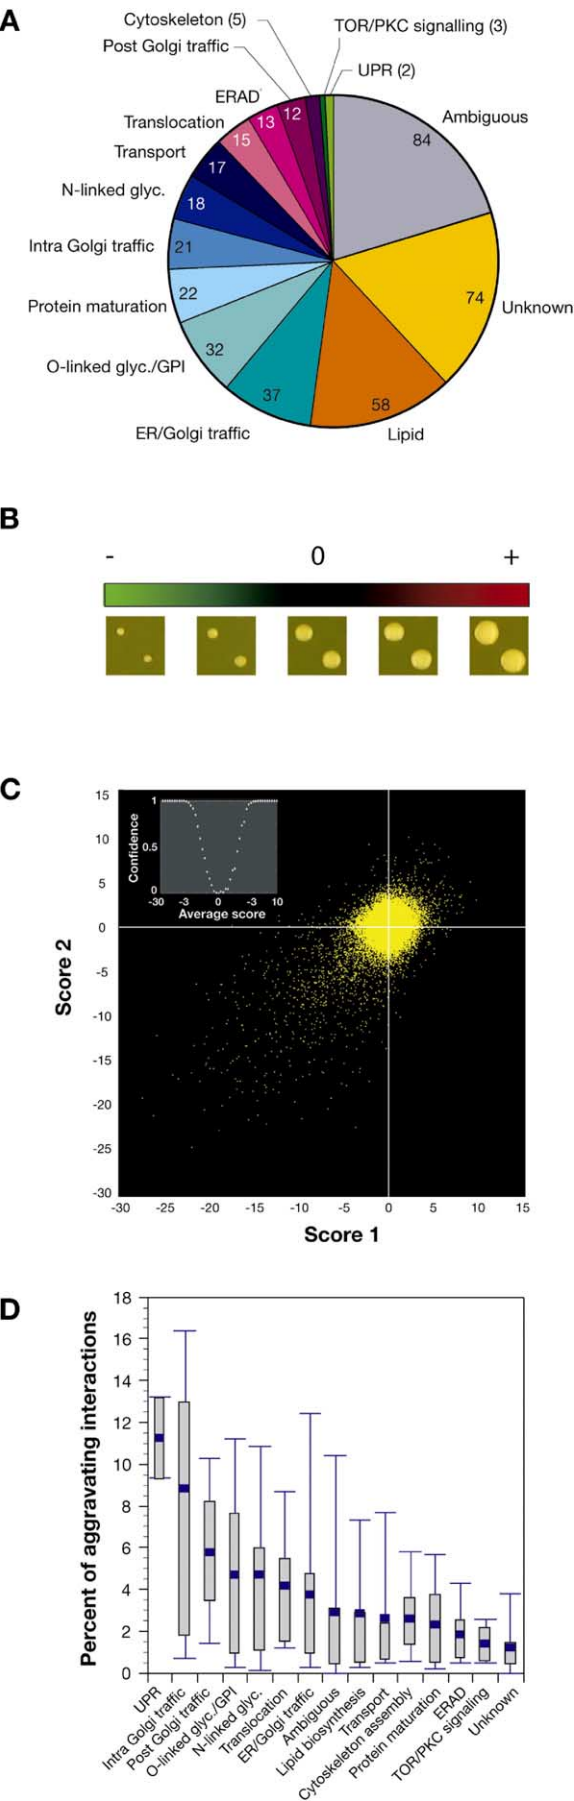 A
Cytoskeleton (5)
TOR/PKC signalling (3)
Post Golgi traffic
UPR (2)
ERAD
12
Ambiguous
Translocation
13
84
15
Transport
17
N-linked glyc.
18
Intra Golgi traffic
21
Protein maturation
22
74
Unknown
32
O-linked glyc./GPI
37
58
ER/Golgi traffic
Lipid
B
- 0 +
C
15
10
5
0
-5
-10
-15
-20
-25
-30
Score 2
1
0.5
0
Confidence
-30 -3 0 -3 10
Average score
-30 -25 -20 -15 -10 -5 0 5 10 15
Score 1
D
18
16
14
12
10
8
6
4
2
0
Percent of aggravating interactions
UPR
Intra Golgi traffic
Post Golgi traffic
O-linked glyc./GPI
N-linked glyc.
Translocation
ER/Golgi traffic
Ambiguous
Lipid biosynthesis
Transport
Cytoskeleton assembly
Protein maturation
ERAD
TOR/PKC signaling
Unknown